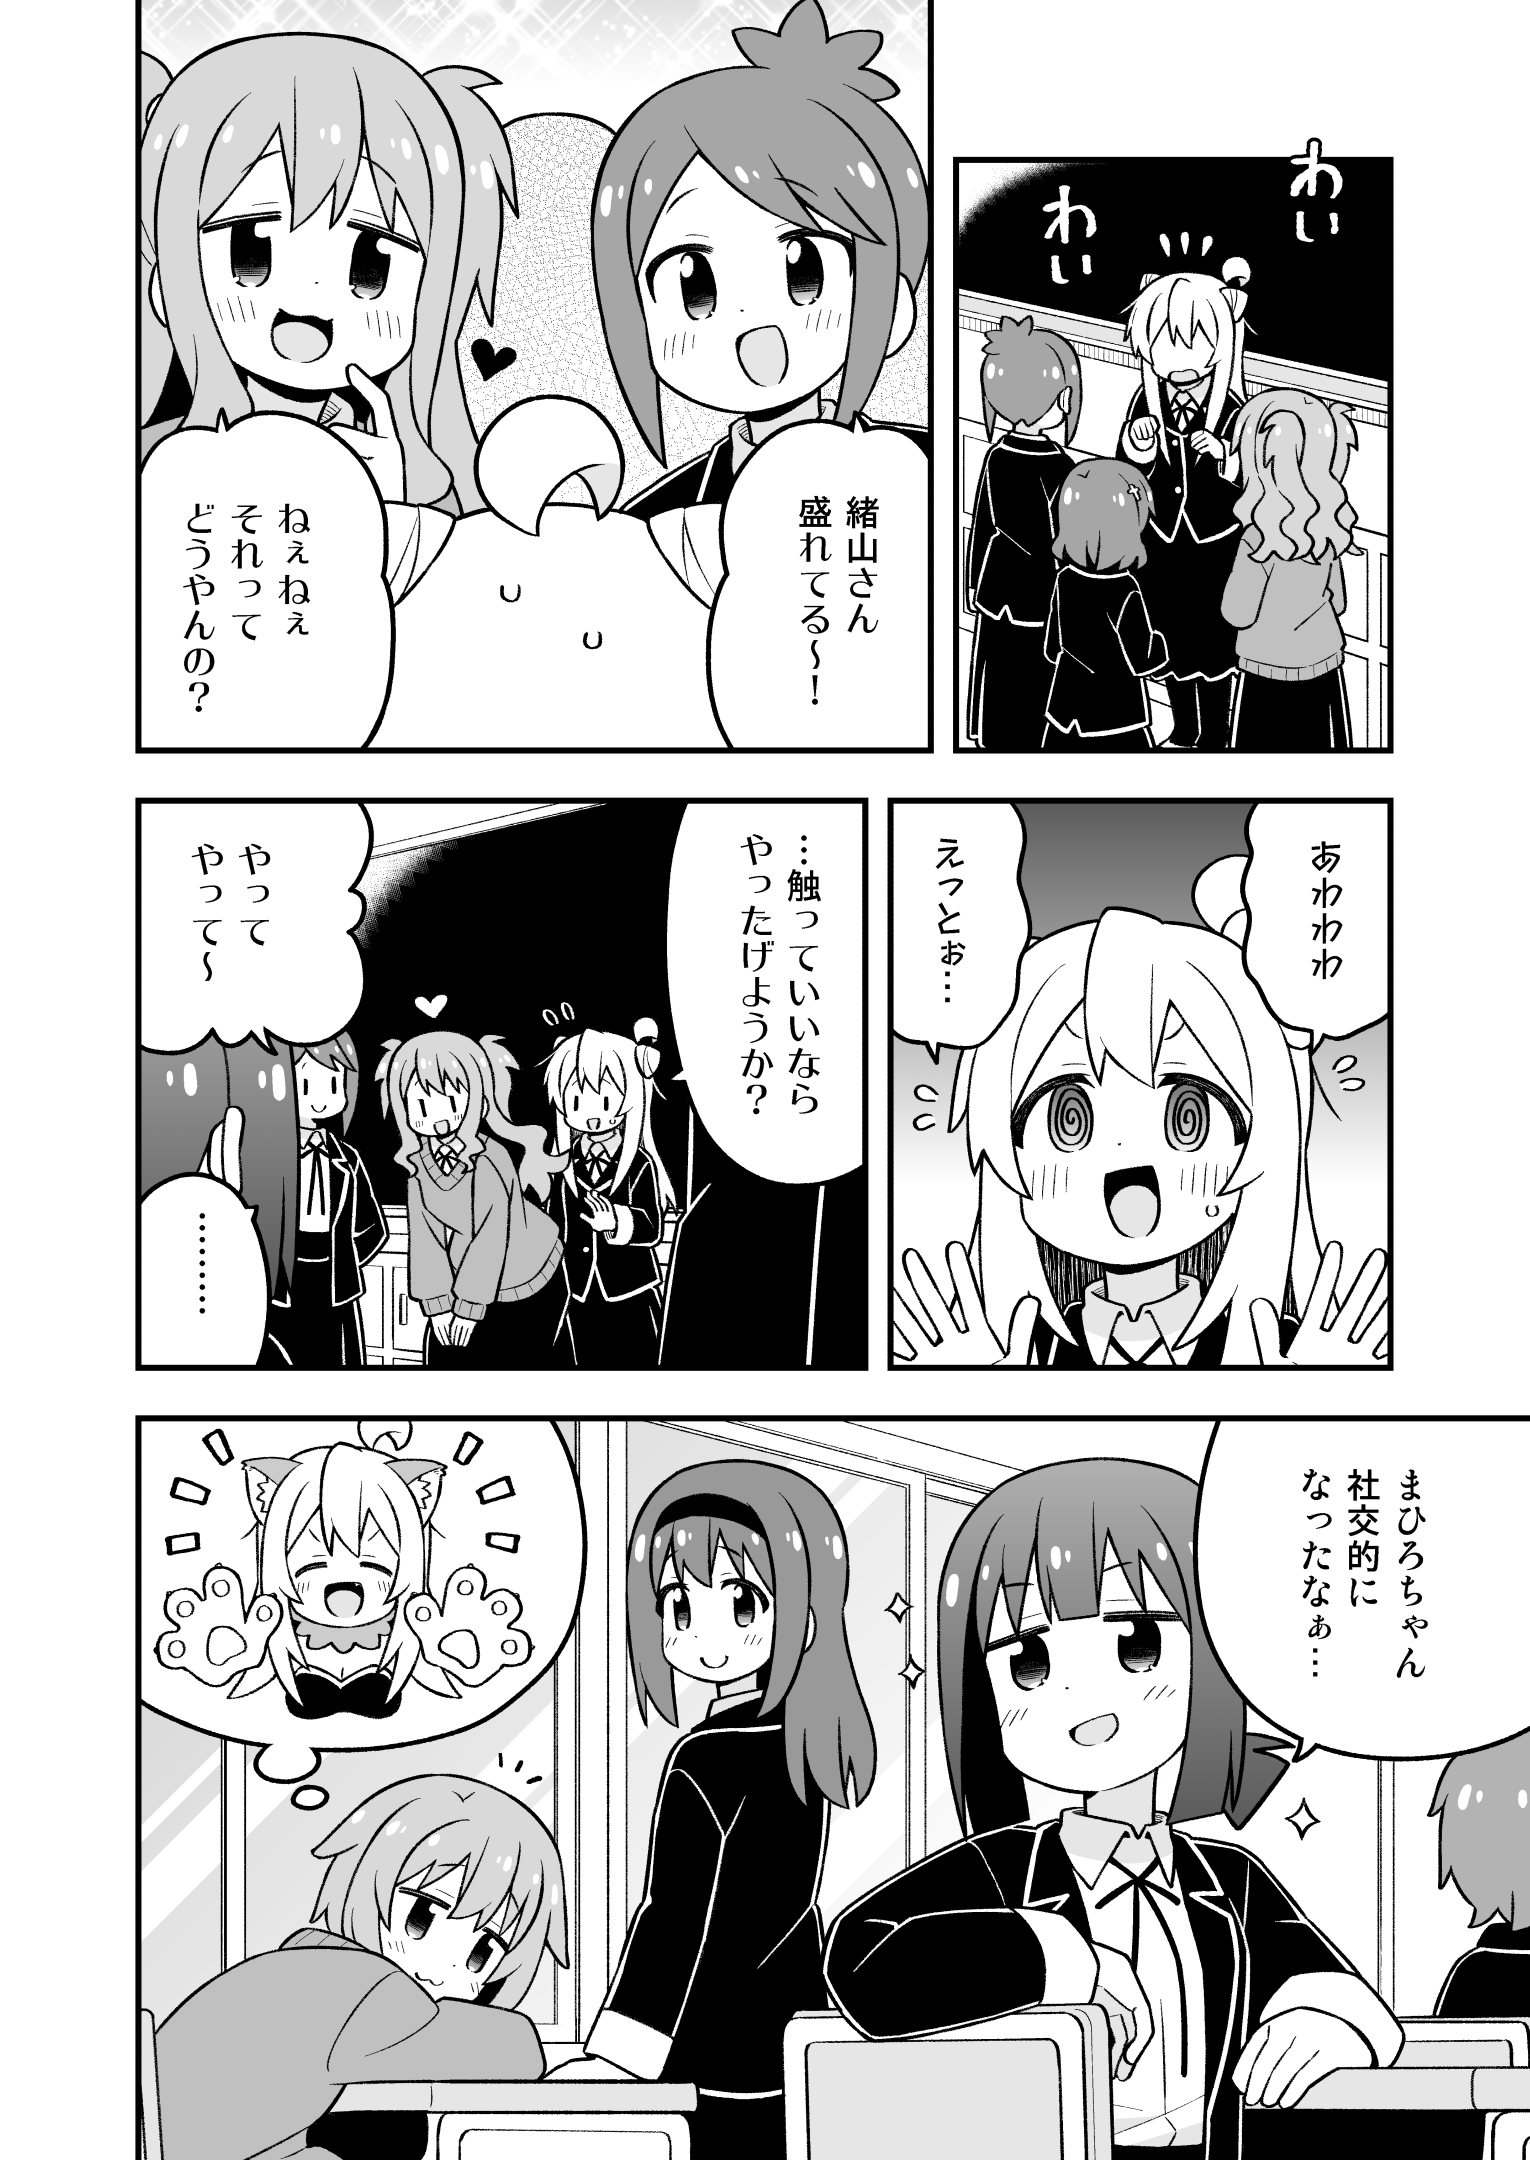 わい
わい
緒山さん
盛れてる〜！
ねぇねぇ
それって
どうやんの？
あわわわ
えっとぉ…
…触っていいなら
やったげようか？
やって
やって〜
………
まひろちゃん
社交的に
なったなぁ…